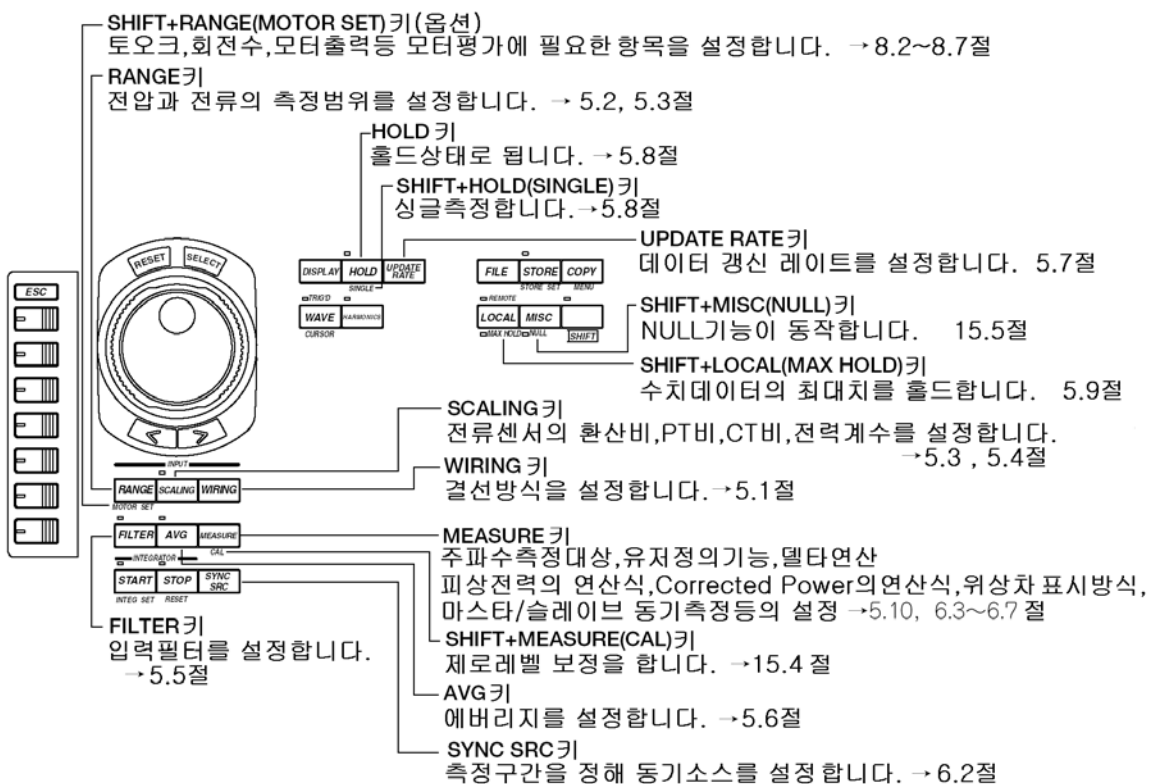 SHIFT+RANGE(MOTOR SET)키(옵션)
토오크,회전수,모터출력등 모터평가에 필요한항목을 설정합니다. →8.2~8.7절
RANGE키
전압과 전류의 측정범위를 설정합니다. → 5.2, 5.3절
HOLD 키
홀드상태로 됩니다. →5.8절
SHIFT+HOLD(SINGLE)키
싱글측정합니다.→5.8절
UPDATE RATE키
데이터 갱신 레이트를 설정합니다. 5.7절
SHIFT+MISC(NULL)키
NULL기능이 동작합니다. 15.5절
SHIFT+LOCAL(MAX HOLD)키
수치데이터의 최대치를 홀드합니다. 5.9절
RESET SELECT
ESC
DISPLAY HOLD UPDATE RATE
SINGLE
TRIG'D
WAVE HARMONICS
CURSOR
FILE STORE COPY
STORE SET MENU
REMOTE
LOCAL MISC
MAX HOLD NULL SHIFT
SCALING키
전류센서의 환산비,PT비,CT비,전력계수를 설정합니다.
→5.3 , 5.4절
WIRING 키
결선방식을 설정합니다.→5.1절
INPUT
RANGE SCALING WIRING
MOTOR SET
FILTER AVG MEASURE
CAL
INTEGRATOR
START STOP SYNC SRC
INTEG SET RESET
MEASURE키
주파수측정대상,유저정의기능,델타연산
피상전력의 연산식,Corrected Power의연산식,위상차 표시방식,
마스타/슬레이브 동기측정등의 설정 →5.10, 6.3~6.7 절
FILTER키
입력필터를 설정합니다.
→5.5절
SHIFT+MEASURE(CAL)키
제로레벨 보정을 합니다. →15.4 절
AVG키
에버리지를 설정합니다. →5.6절
SYNC SRC키
측정구간을 정해 동기소스를 설정합니다. →6.2절